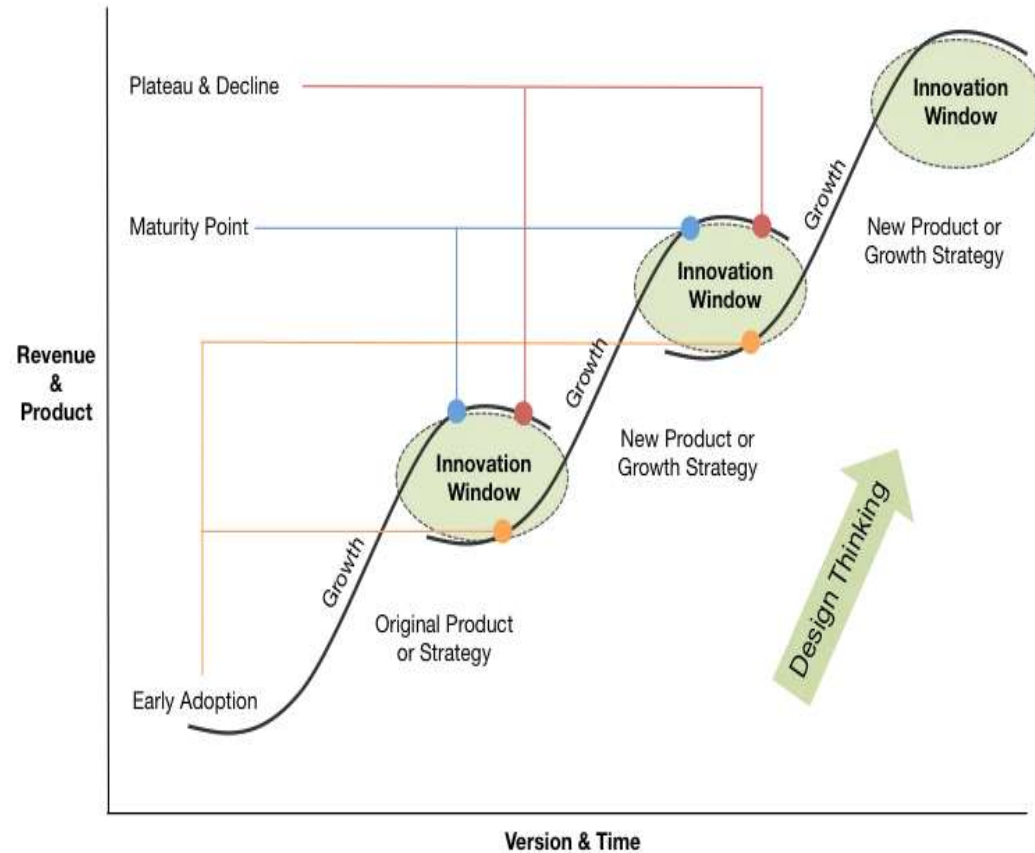 Plateau & Decline
Innovation
Window
Growth
Maturity Point
New Product or
Growth Strategy
Innovation
Window
Revenue
&
Product
Growth
New Product or
Growth Strategy
Innovation
Window
Design Thinking
Growth
Original Product
or Strategy
Early Adoption
Version & Time